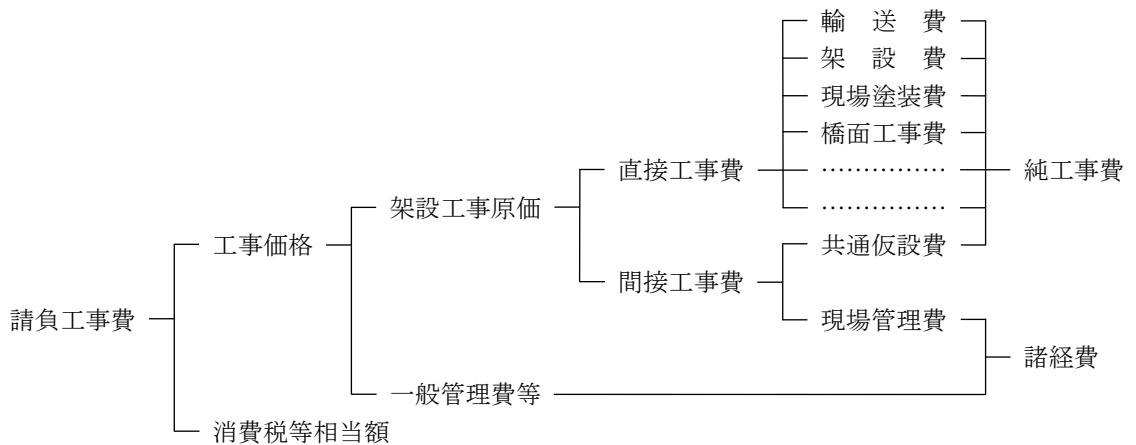 輸送費
架設費
現場塗装費
橋面工事費
直接工事費
……………
純工事費
架設工事原価
……………
工事価格
共通仮設費
間接工事費
請負工事費
現場管理費
諸経費
一般管理費等
消費税等相当額